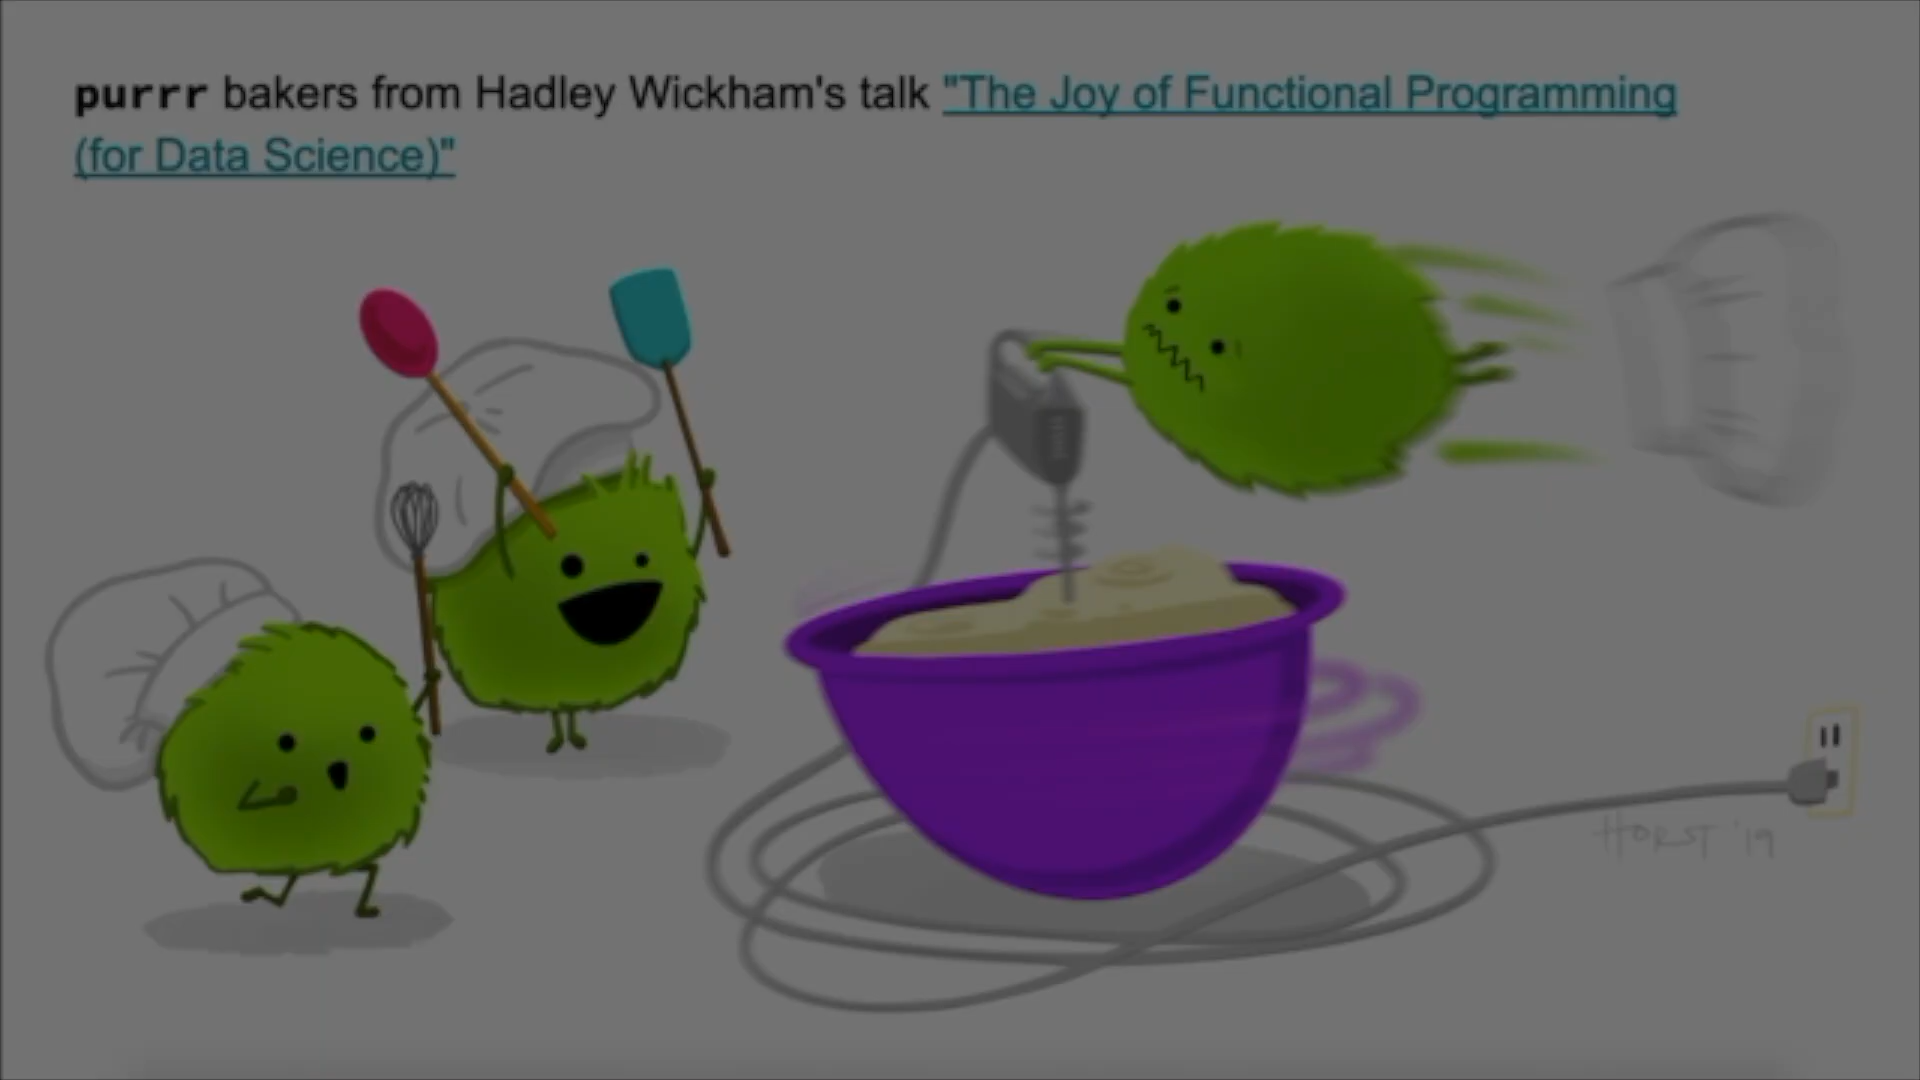 purrr bakers from Hadley Wickham's talk "The Joy of Functional Programming
(for Data Science)"
HORST '19